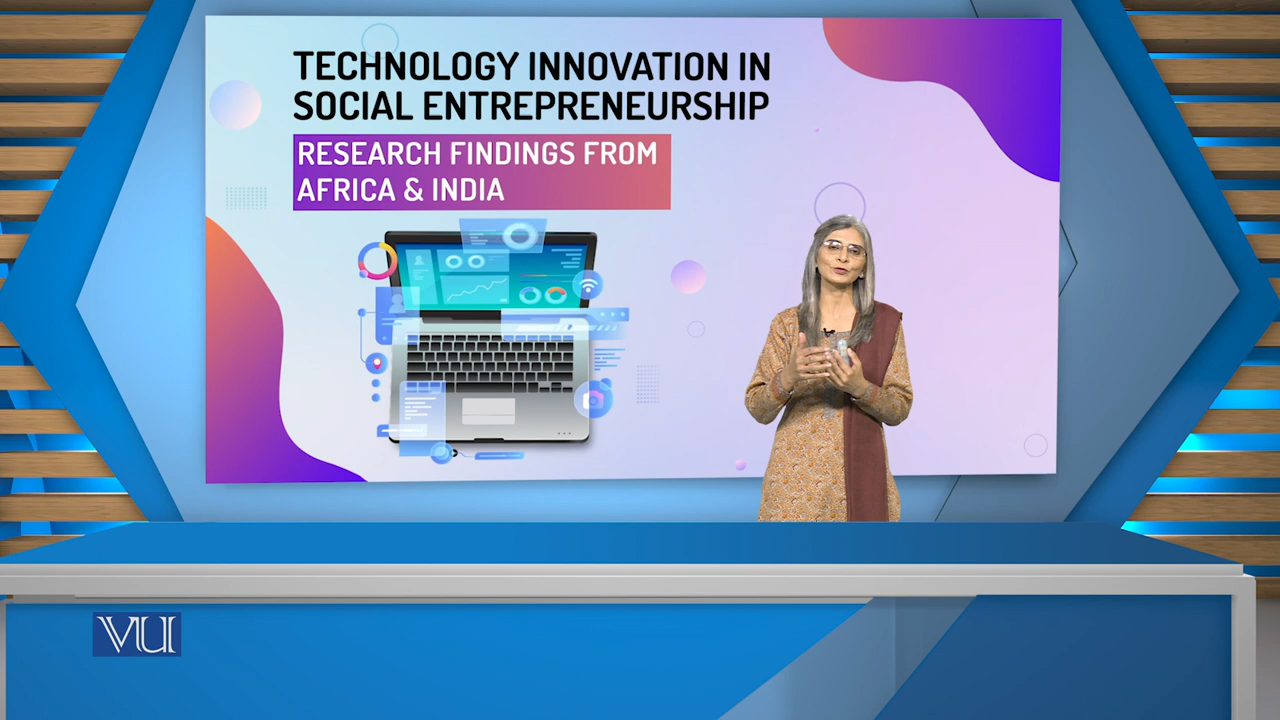 TECHNOLOGY INNOVATION IN
SOCIAL ENTREPRENEURSHIP
RESEARCH FINDINGS FROM
AFRICA & INDIA
VU